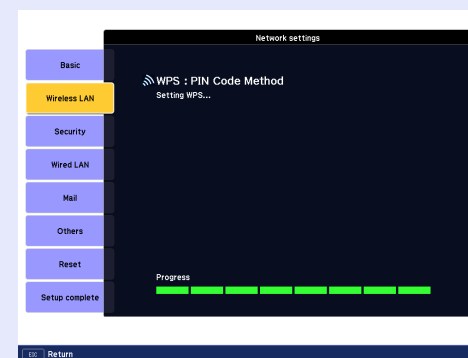 Network settings
Basic
Wireless LAN
Security
Wired LAN
Mail
Others
Reset
Setup complete
WPS : PIN Code Method
Setting WPS...
Progress
ESC Return